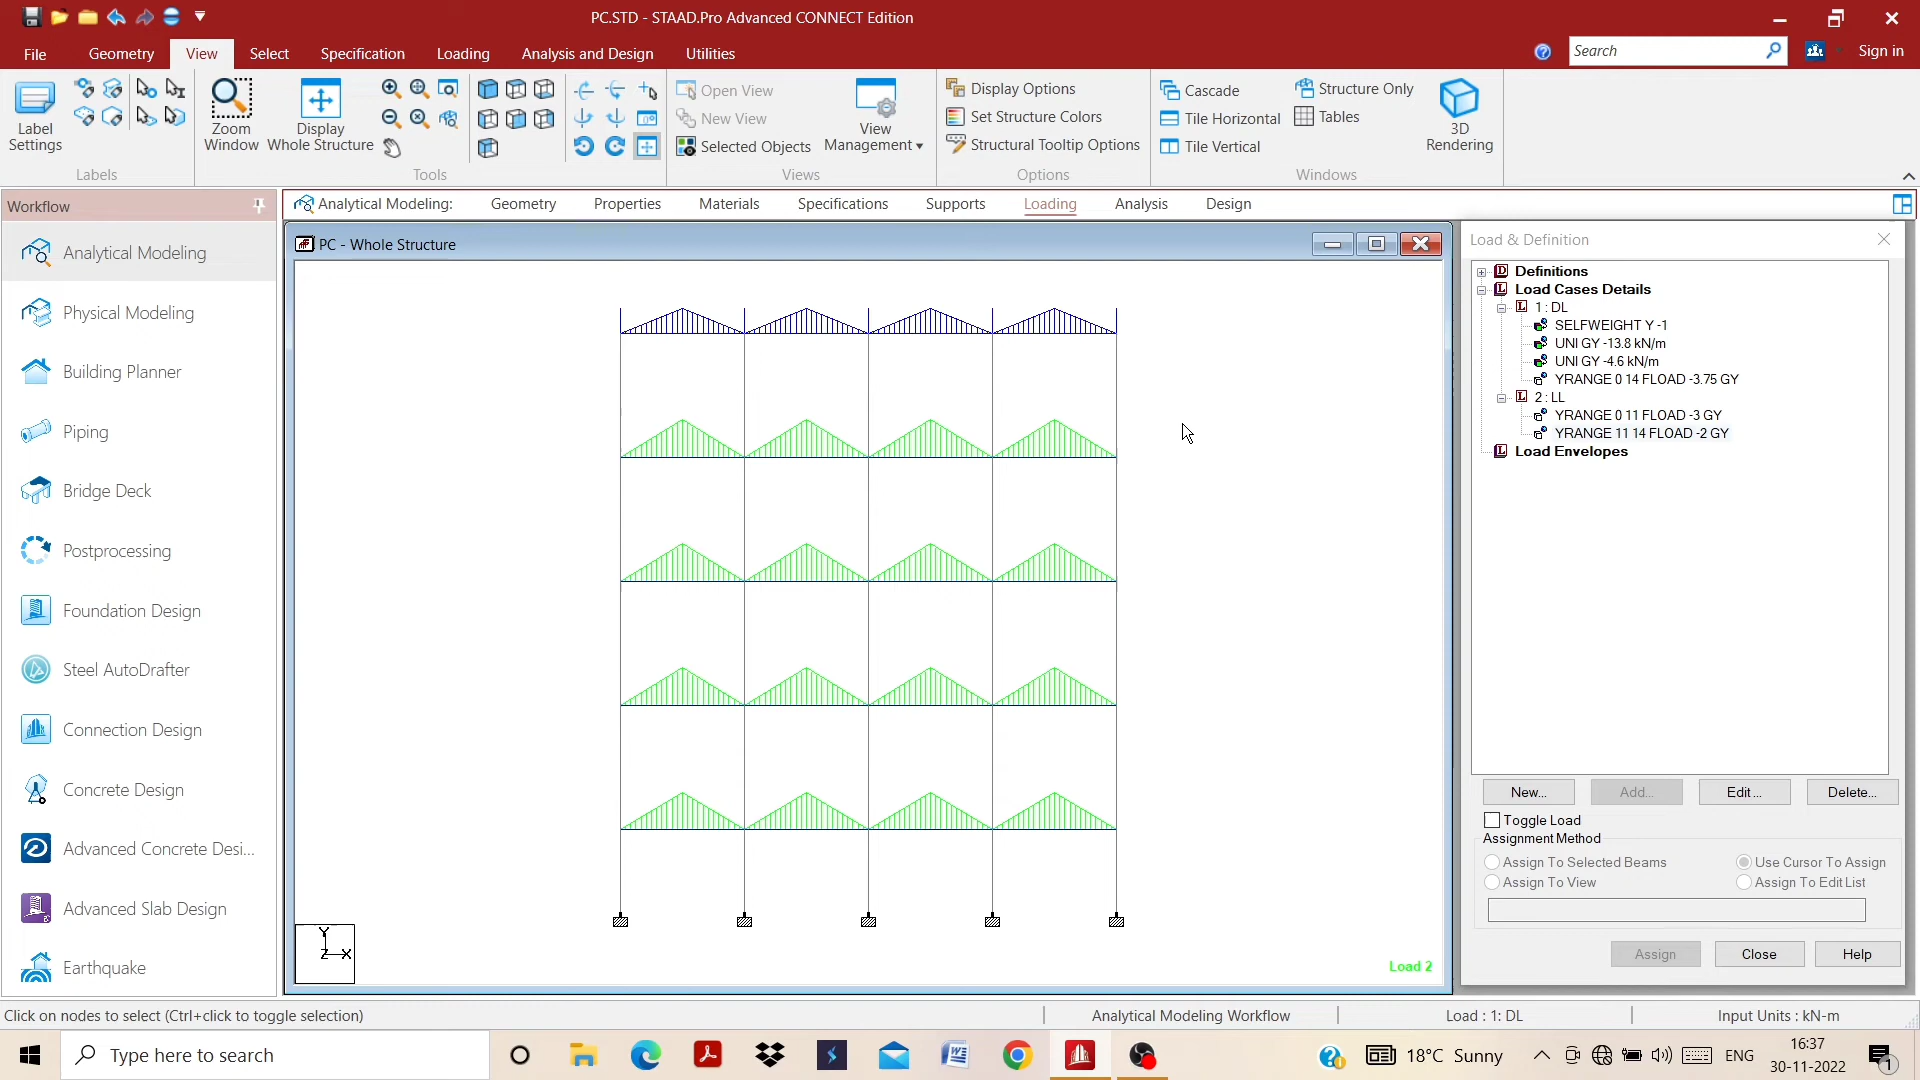 PC.STD - STAAD.Pro Advanced CONNECT Edition
File Geometry View Select Specification Loading Analysis and Design Utilities
Search
Sign in
Label Settings
Labels
Zoom Window
Display Whole Structure
Tools
Open View
New View
Selected Objects
View Management
Views
Display Options
Set Structure Colors
Structural Tooltip Options
Options
Cascade
Tile Horizontal
Tile Vertical
Structure Only
Tables
Windows
3D Rendering
Workflow
Analytical Modeling: Geometry Properties Materials Specifications Supports Loading Analysis Design
Analytical Modeling
Physical Modeling
Building Planner
Piping
Bridge Deck
Postprocessing
Foundation Design
Steel AutoDrafter
Connection Design
Concrete Design
Advanced Concrete Desi...
Advanced Slab Design
Earthquake
PC - Whole Structure
Y
Z X
Load 2
Load & Definition
D Definitions
L Load Cases Details
L 1 : DL
SELFWEIGHT Y -1
UNI GY -13.8 kN/m
UNI GY -4.6 kN/m
YRANGE 0 14 FLOAD -3.75 GY
L 2 : LL
YRANGE 0 11 FLOAD -3 GY
YRANGE 11 14 FLOAD -2 GY
L Load Envelopes
New... Add... Edit... Delete...
Toggle Load
Assignment Method
Assign To Selected Beams Use Cursor To Assign
Assign To View Assign To Edit List
Assign Close Help
Click on nodes to select (Ctrl+click to toggle selection) Analytical Modeling Workflow Load : 1: DL Input Units : kN-m
Type here to search
18°C Sunny
ENG
16:37
30-11-2022
1